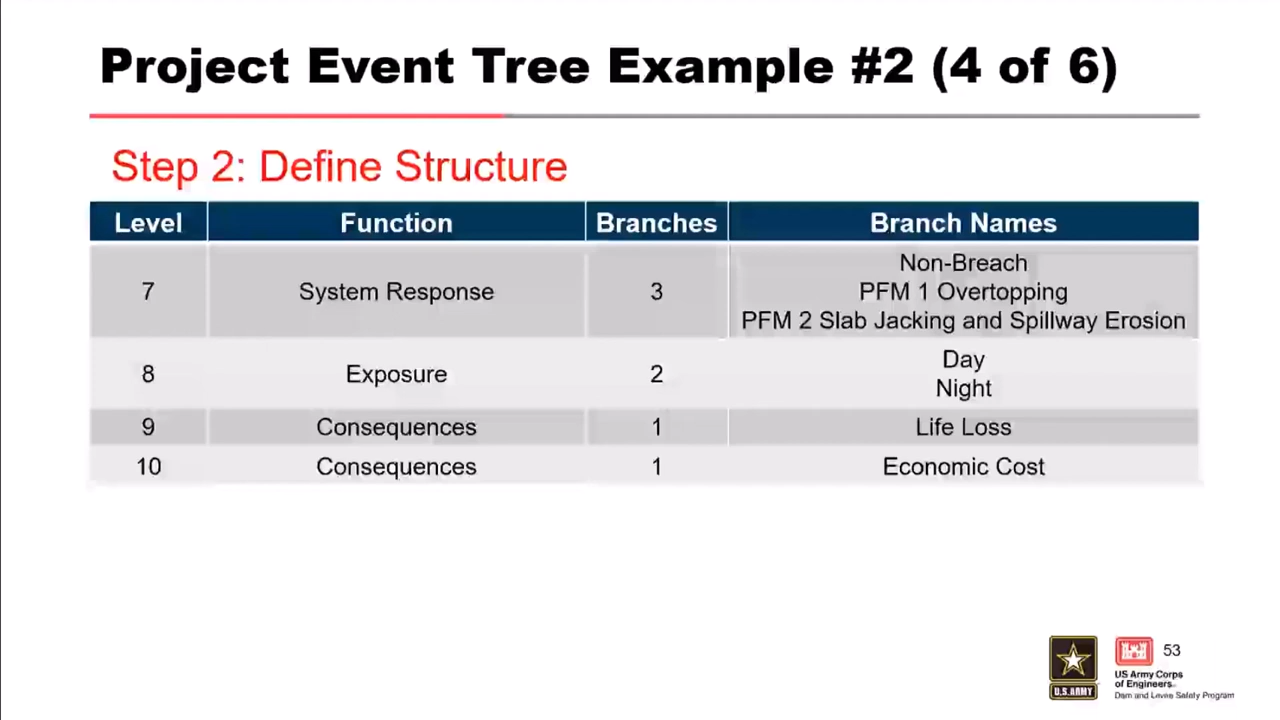 Project Event Tree Example #2 (4 of 6)
Step 2: Define Structure
Level Function Branches Branch Names
7 System Response 3 Non-Breach
PFM 1 Overtopping
PFM 2 Slab Jacking and Spillway Erosion
8 Exposure 2 Day
Night
9 Consequences 1 Life Loss
10 Consequences 1 Economic Cost
53
U.S.ARMY
US Army Corps
of Engineers
Dam and Levee Safety Program